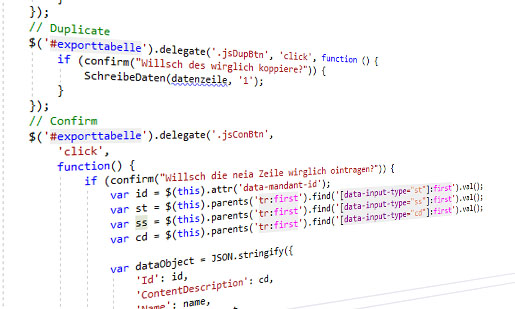 });
// Duplicate
$('#exporttabelle').delegate('.jsDupBtn', 'click', function () {
if (confirm("Willsch des wirglich koppiere?")) {
SchreibeDaten(datenzeile, '1');
}
});
// Confirm
$('#exporttabelle').delegate('.jsConBtn',
'click',
function() {
if (confirm("Willsch die neia Zeile wirglich ointragen?")) {
var id = $(this).attr('data-mandant-id');
var st = $(this).parents('tr:first').find('[data-input-type="st"]:first').val();
var ss = $(this).parents('tr:first').find('[data-input-type="ss"]:first').val();
var cd = $(this).parents('tr:first').find('[data-input-type="cd"]:first').val();
var dataObject = JSON.stringify({
'Id': id,
'ContentDescription': cd,
'Name': name,